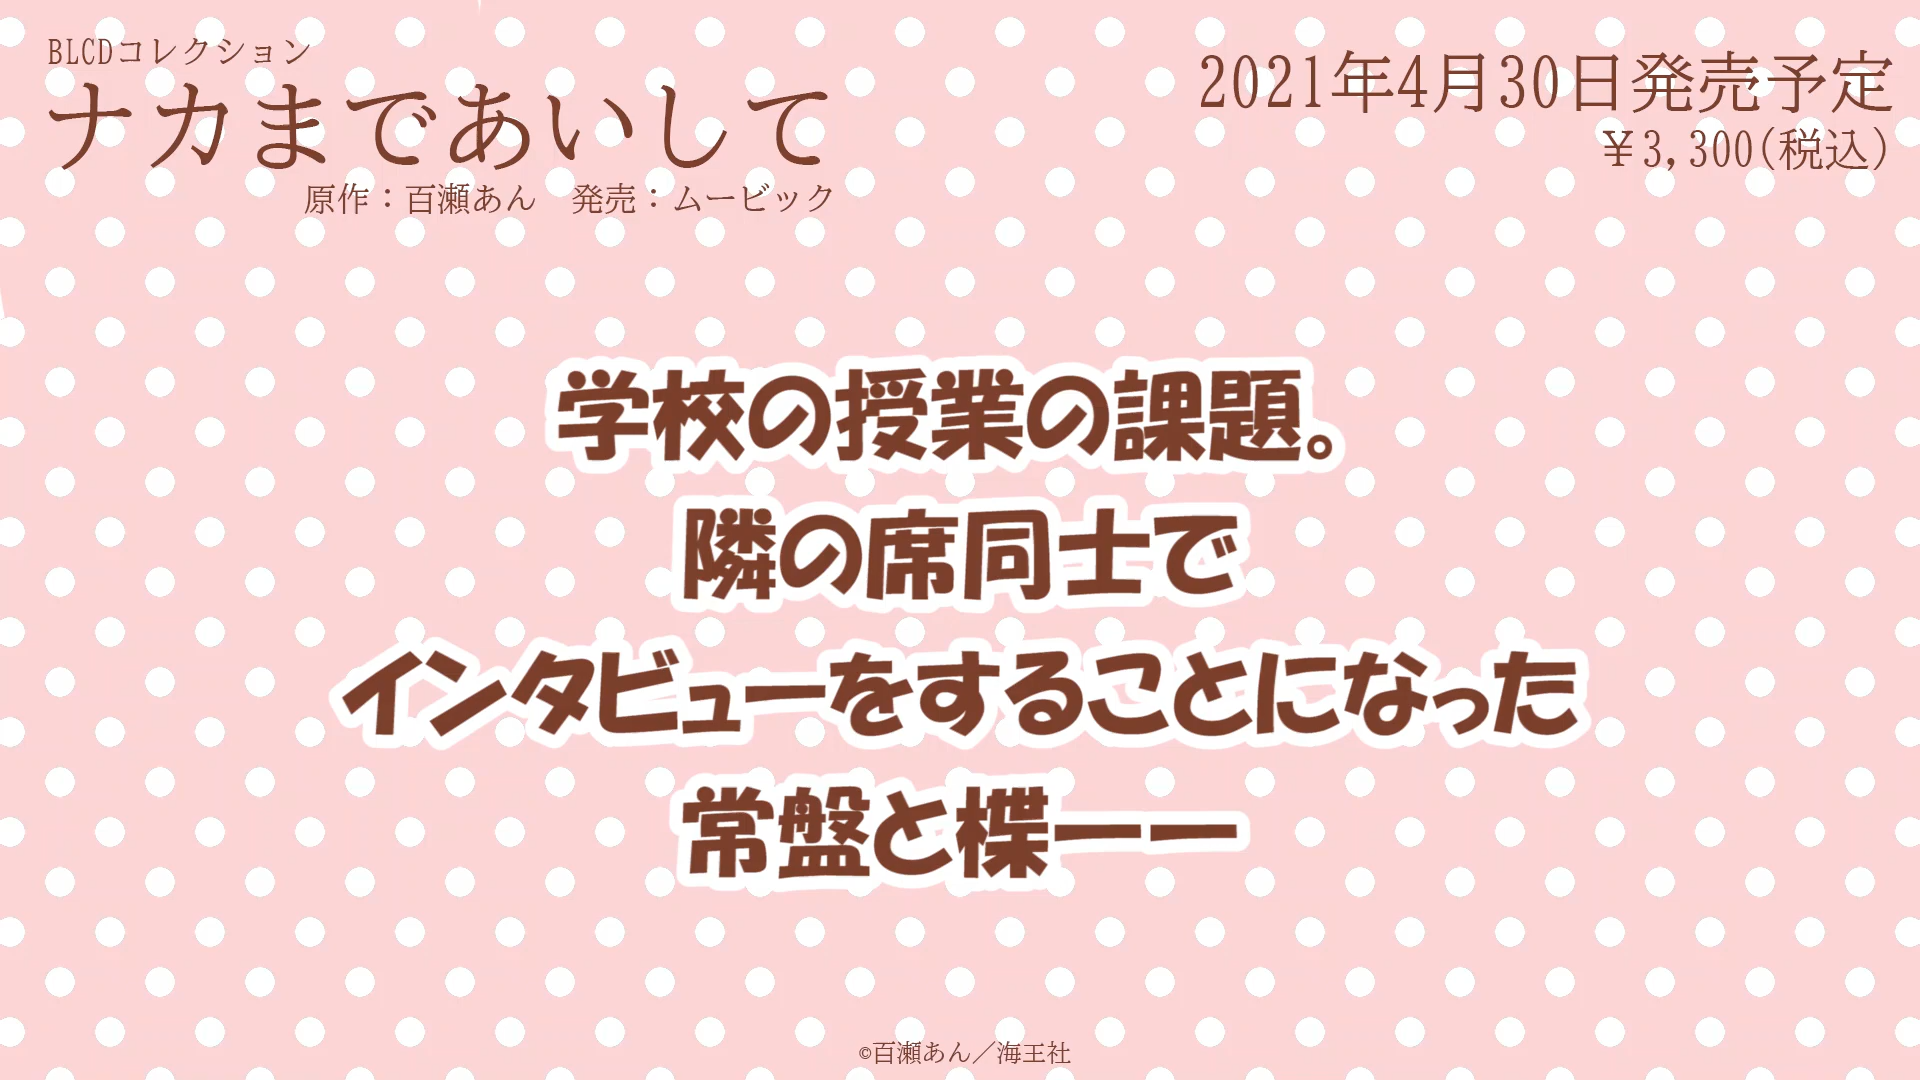 BLCDコレクション
ナカまであいして
原作：百瀬あん　発売：ムービック
2021年4月30日発売予定
￥3,300(税込)
学校の授業の課題。
隣の席同士で
インタビューをすることになった
常盤と楪ーー
©百瀬あん／海王社